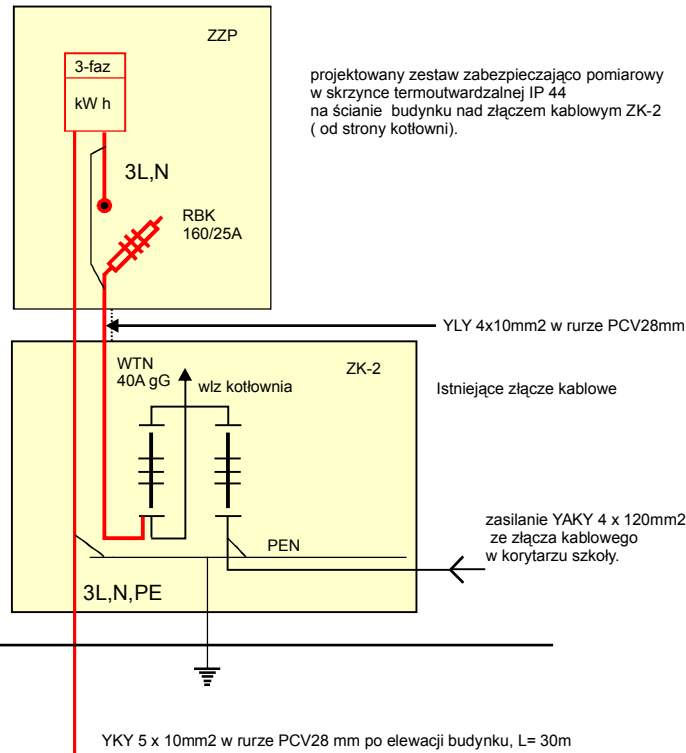 ZZP
3-faz
kW h
projektowany zestaw zabezpieczająco pomiarowy
w skrzynce termoutwardzalnej IP 44
na ścianie budynku nad złączem kablowym ZK-2
( od strony kotłowni).
3L,N
RBK
160/25A
YLY 4x10mm2 w rurze PCV28mm
WTN
40A gG
wlz kotłownia
ZK-2
Istniejące złącze kablowe
zasilanie YAKY 4 x 120mm2
ze złącza kablowego
w korytarzu szkoły.
PEN
3L,N,PE
YKY 5 x 10mm2 w rurze PCV28 mm po elewacji budynku, L= 30m